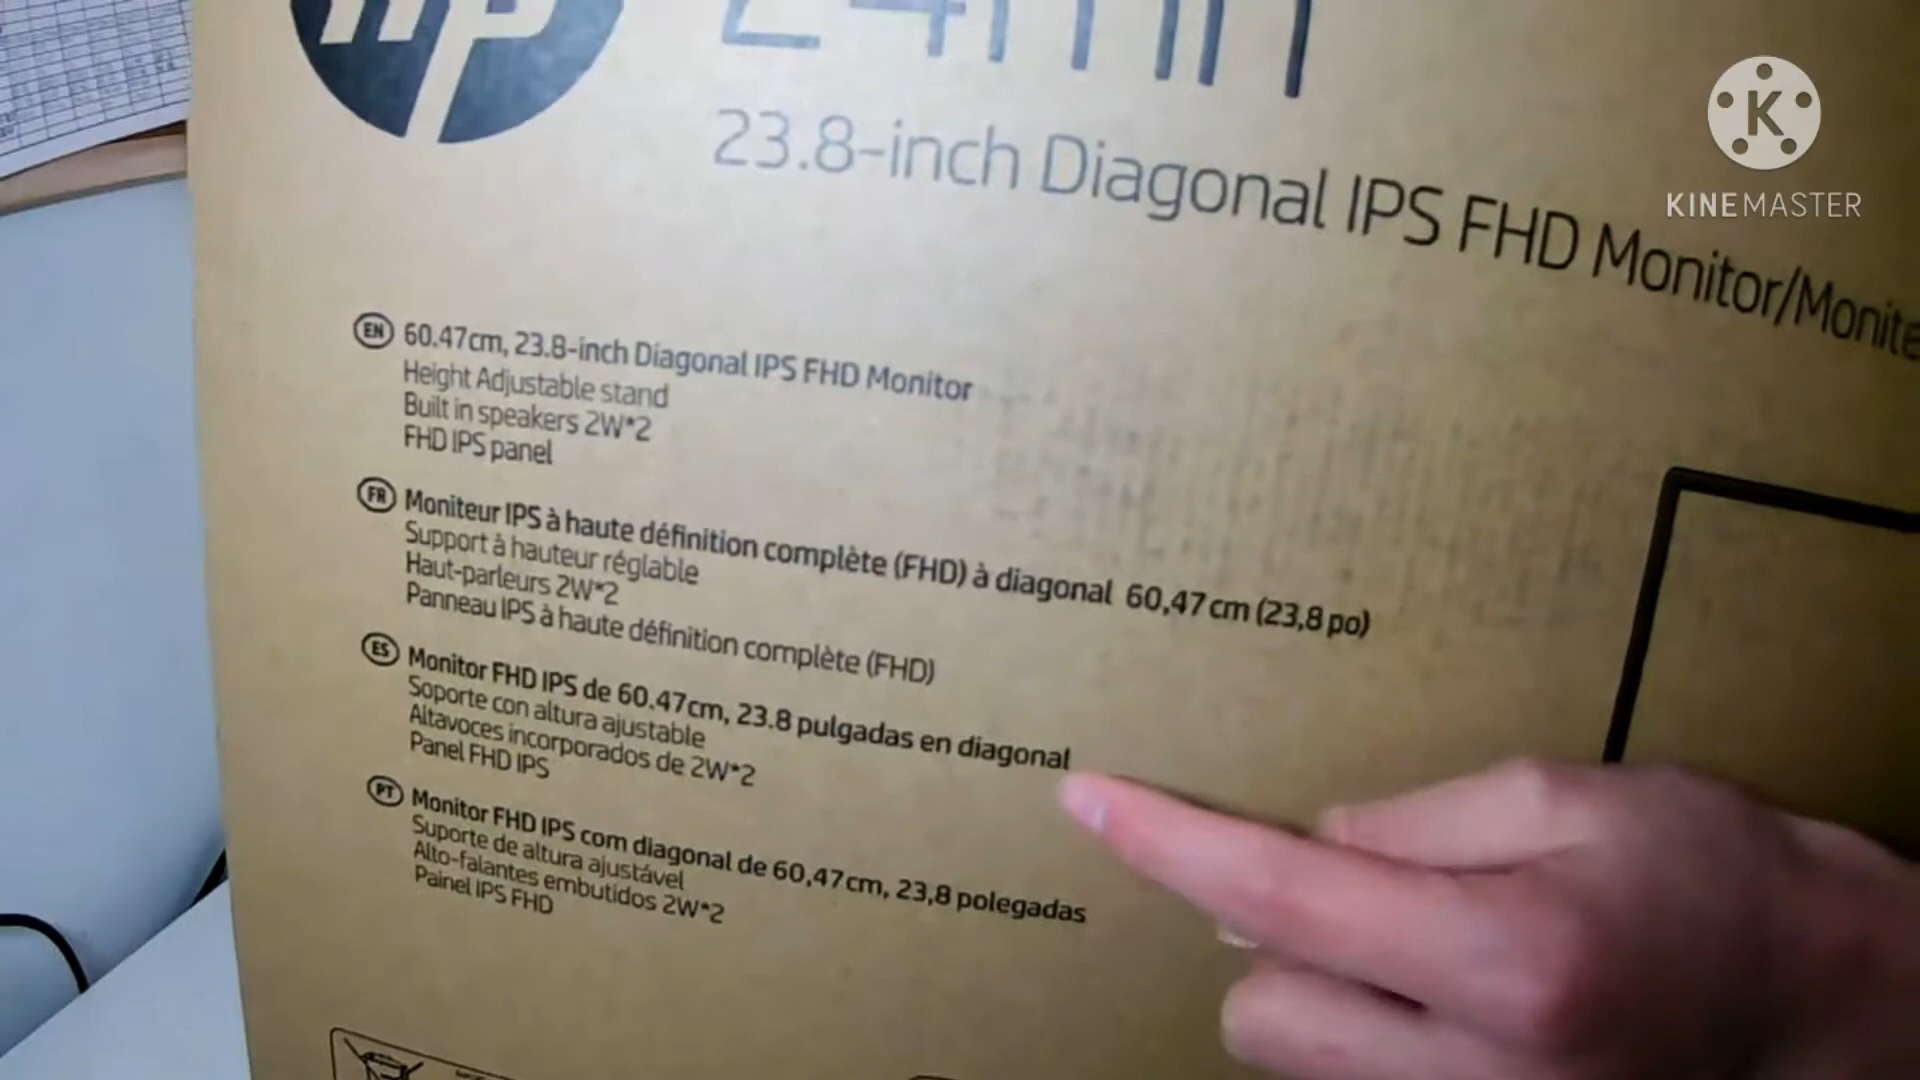 hp
23.8-inch Diagonal IPS FHD Monitor/Monite
EN 60.47cm, 23.8-inch Diagonal IPS FHD Monitor
Height Adjustable stand
Built in speakers 2W*2
FHD IPS panel
FR Moniteur IPS à haute définition complète (FHD) à diagonal 60,47cm (23,8 po)
Support à hauteur réglable
Haut-parleurs 2W*2
Panneau IPS à haute définition complète (FHD)
ES Monitor FHD IPS de 60.47cm, 23.8 pulgadas en diagonal
Soporte con altura ajustable
Altavoces incorporados de 2W*2
Panel FHD IPS
PT Monitor FHD IPS com diagonal de 60,47cm, 23,8 polegadas
Suporte de altura ajustável
Alto-falantes embutidos 2W*2
Painel IPS FHD
K
KINEMASTER